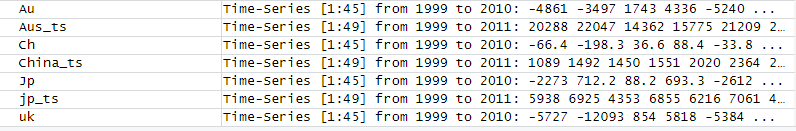 Au Time-Series [1:45] from 1999 to 2010: -4861 -3497 1743 4336 -5240 ...
Aus_ts Time-Series [1:49] from 1999 to 2011: 20288 22047 14362 15775 21209 2…
Ch Time-Series [1:45] from 1999 to 2010: -66.4 -198.3 36.6 88.4 -33.8 ...
China_ts Time-Series [1:49] from 1999 to 2011: 1089 1492 1450 1551 2020 2364 2…
Jp Time-Series [1:45] from 1999 to 2010: -2273 712.2 88.2 693.3 -2612 ...
jp_ts Time-Series [1:49] from 1999 to 2011: 5938 6925 4353 6855 6216 7061 4…
uk Time-Series [1:45] from 1999 to 2010: -5727 -12093 854 5818 -5384 ...